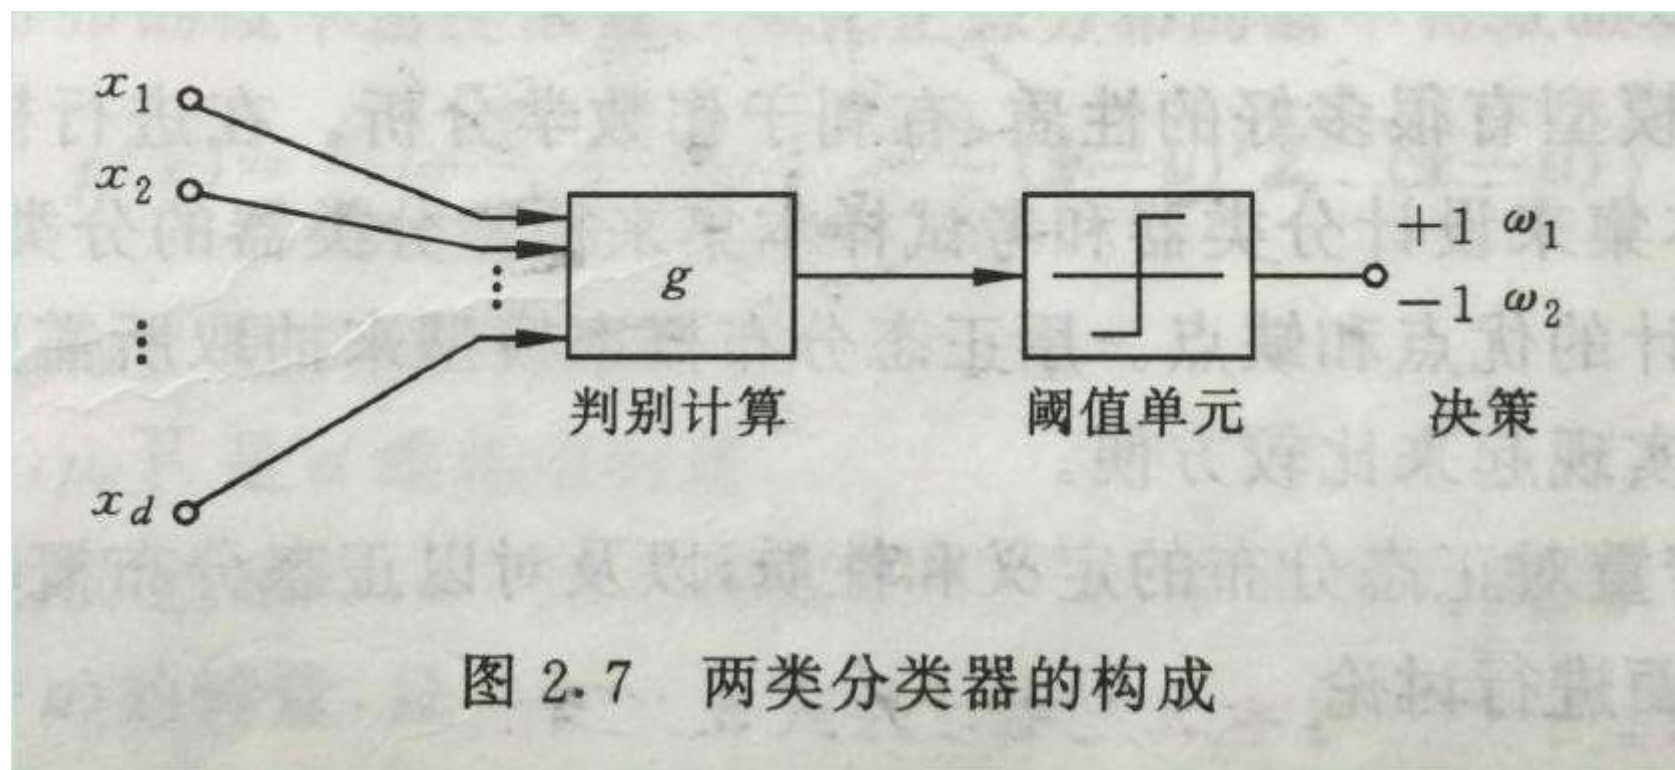 x₁
x₂
⋮
x_d
⋮
g
判别计算
阈值单元
+1 ω₁
−1 ω₂
决策
图 2.7 两类分类器的构成